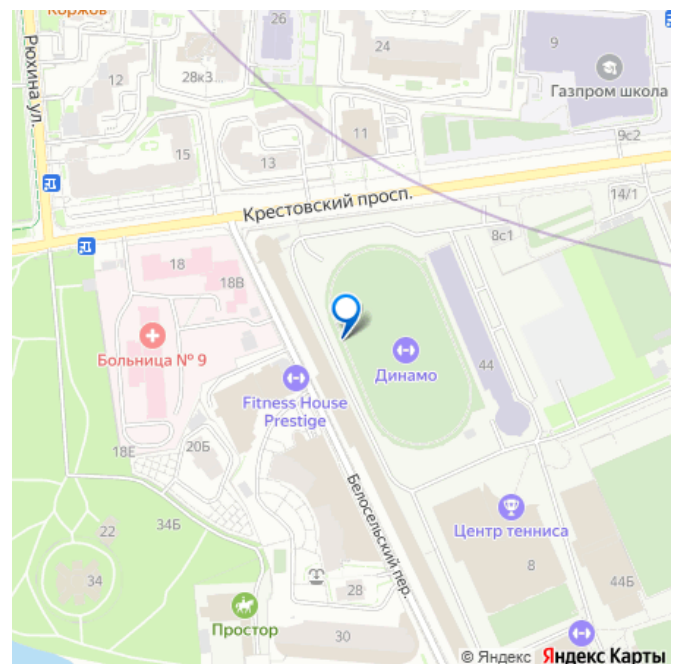 Коржов
26
24
9
Газпром школа
Рюхина ул.
12
28к3
11
9с2
15
13
14/1
Крестовский просп.
8с1
18
18В
Больница № 9
Динамо
44
Fitness House
Prestige
18Е
20Б
Белосельский пер.
Центр тенниса
22
34Б
8
34
28
44Б
Простор
30
© Яндекс Яндекс Карты